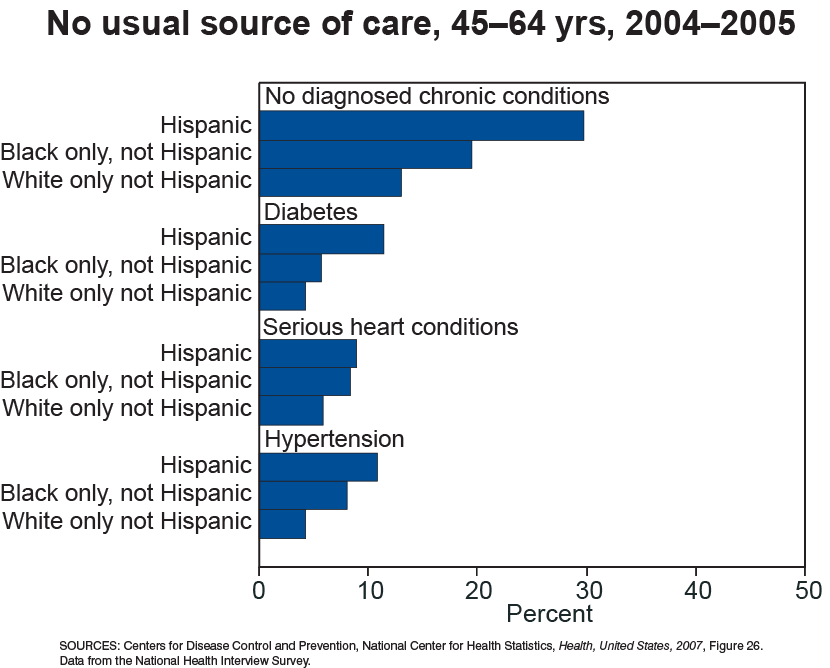 No usual source of care, 45–64 yrs, 2004–2005
No diagnosed chronic conditions
Hispanic
Black only, not Hispanic
White only not Hispanic
Diabetes
Hispanic
Black only, not Hispanic
White only not Hispanic
Serious heart conditions
Hispanic
Black only, not Hispanic
White only not Hispanic
Hypertension
Hispanic
Black only, not Hispanic
White only not Hispanic
0 10 20 30 40 50
Percent
SOURCES: Centers for Disease Control and Prevention, National Center for Health Statistics, Health, United States, 2007, Figure 26.
Data from the National Health Interview Survey.